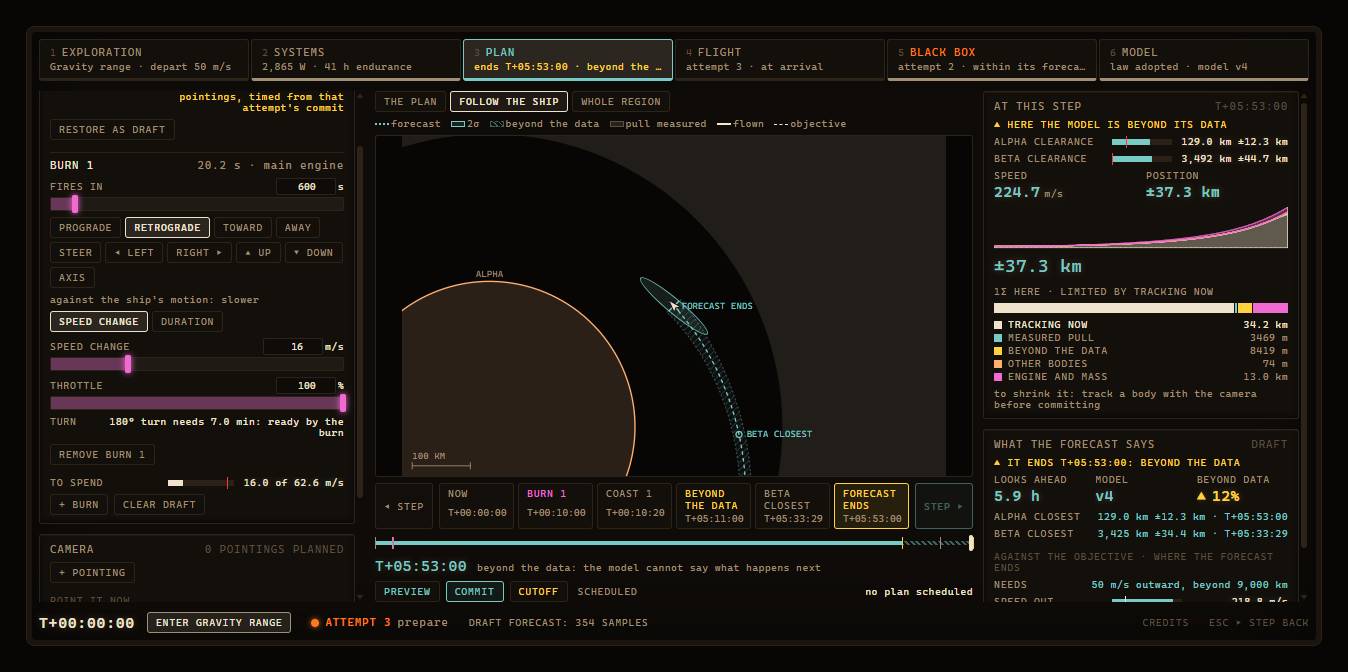 1 EXPLORATION
Gravity range · depart 50 m/s
2 SYSTEMS
2,865 W · 41 h endurance
3 PLAN
ends T+05:53:00 · beyond the …
4 FLIGHT
attempt 3 · at arrival
5 BLACK BOX
attempt 2 · within its foreca…
6 MODEL
law adopted · model v4
pointings, timed from that
attempt's commit
RESTORE AS DRAFT
BURN 1 20.2 s · main engine
FIRES IN 600 s
PROGRADE RETROGRADE TOWARD AWAY
STEER ◂ LEFT RIGHT ▸ ▴ UP ▾ DOWN
AXIS
against the ship's motion: slower
SPEED CHANGE DURATION
SPEED CHANGE 16 m/s
THROTTLE 100 %
TURN 180° turn needs 7.0 min: ready by the
burn
REMOVE BURN 1
TO SPEND 16.0 of 62.6 m/s
+ BURN CLEAR DRAFT
CAMERA 0 POINTINGS PLANNED
+ POINTING
POINT IT NOW
THE PLAN FOLLOW THE SHIP WHOLE REGION
forecast 2σ beyond the data pull measured flown objective
ALPHA
FORECAST ENDS
BETA CLOSEST
100 KM
◂ STEP
NOW
T+00:00:00
BURN 1
T+00:10:00
COAST 1
T+00:10:20
BEYOND
THE DATA
T+05:11:00
BETA
CLOSEST
T+05:33:29
FORECAST
ENDS
T+05:53:00
STEP ▸
T+05:53:00 beyond the data: the model cannot say what happens next
PREVIEW COMMIT CUTOFF SCHEDULED no plan scheduled
AT THIS STEP T+05:53:00
▲ HERE THE MODEL IS BEYOND ITS DATA
ALPHA CLEARANCE 129.0 km ±12.3 km
BETA CLEARANCE 3,492 km ±44.7 km
SPEED POSITION
224.7 m/s ±37.3 km
±37.3 km
1Σ HERE · LIMITED BY TRACKING NOW
TRACKING NOW 34.2 km
MEASURED PULL 3469 m
BEYOND THE DATA 8419 m
OTHER BODIES 74 m
ENGINE AND MASS 13.0 km
to shrink it: track a body with the camera
before committing
WHAT THE FORECAST SAYS DRAFT
▲ IT ENDS T+05:53:00: BEYOND THE DATA
LOOKS AHEAD MODEL BEYOND DATA
5.9 h v4 ▲ 12%
ALPHA CLOSEST 129.0 km ±12.3 km · T+05:53:00
BETA CLOSEST 3,425 km ±34.4 km · T+05:33:29
AGAINST THE OBJECTIVE · WHERE THE FORECAST
ENDS
NEEDS 50 m/s outward, beyond 9,000 km
SPEED OUT 218.8 m/s
T+00:00:00 ENTER GRAVITY RANGE ATTEMPT 3 prepare DRAFT FORECAST: 354 SAMPLES CREDITS ESC ▸ STEP BACK